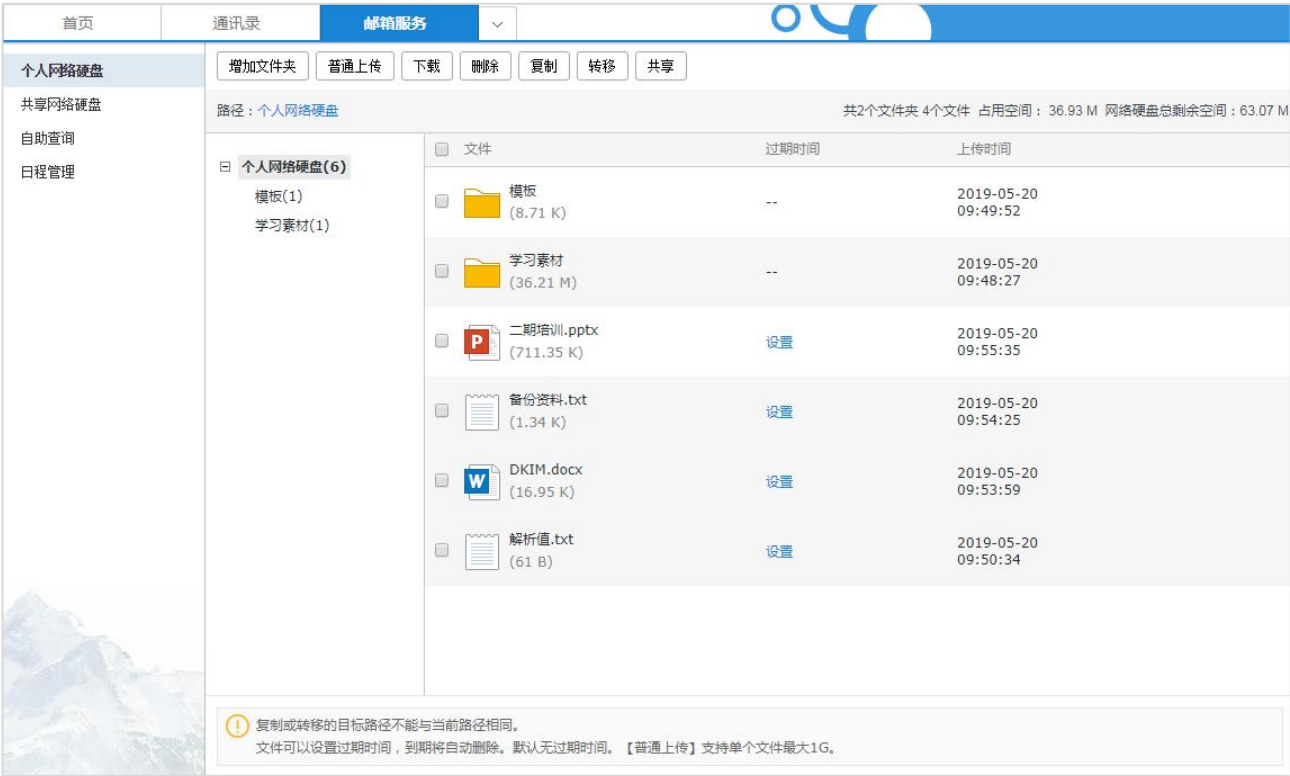 首页 通讯录 邮箱服务
个人网络硬盘
共享网络硬盘
自助查询
日程管理
增加文件夹 普通上传 下载 删除 复制 转移 共享
路径：个人网络硬盘 共2个文件夹 4个文件 占用空间： 36.93 M 网络硬盘总剩余空间：63.07 M
个人网络硬盘(6)
模板(1)
学习素材(1)
文件 过期时间 上传时间
模板
(8.71 K)
--
2019-05-20
09:49:52
学习素材
(36.21 M)
--
2019-05-20
09:48:27
二期培训.pptx
(711.35 K)
设置
2019-05-20
09:55:35
备份资料.txt
(1.34 K)
设置
2019-05-20
09:54:25
DKIM.docx
(16.95 K)
设置
2019-05-20
09:53:59
解析值.txt
(61 B)
设置
2019-05-20
09:50:34
复制或转移的目标路径不能与当前路径相同。
文件可以设置过期时间，到期将自动删除。默认无过期时间。【普通上传】支持单个文件最大1G。